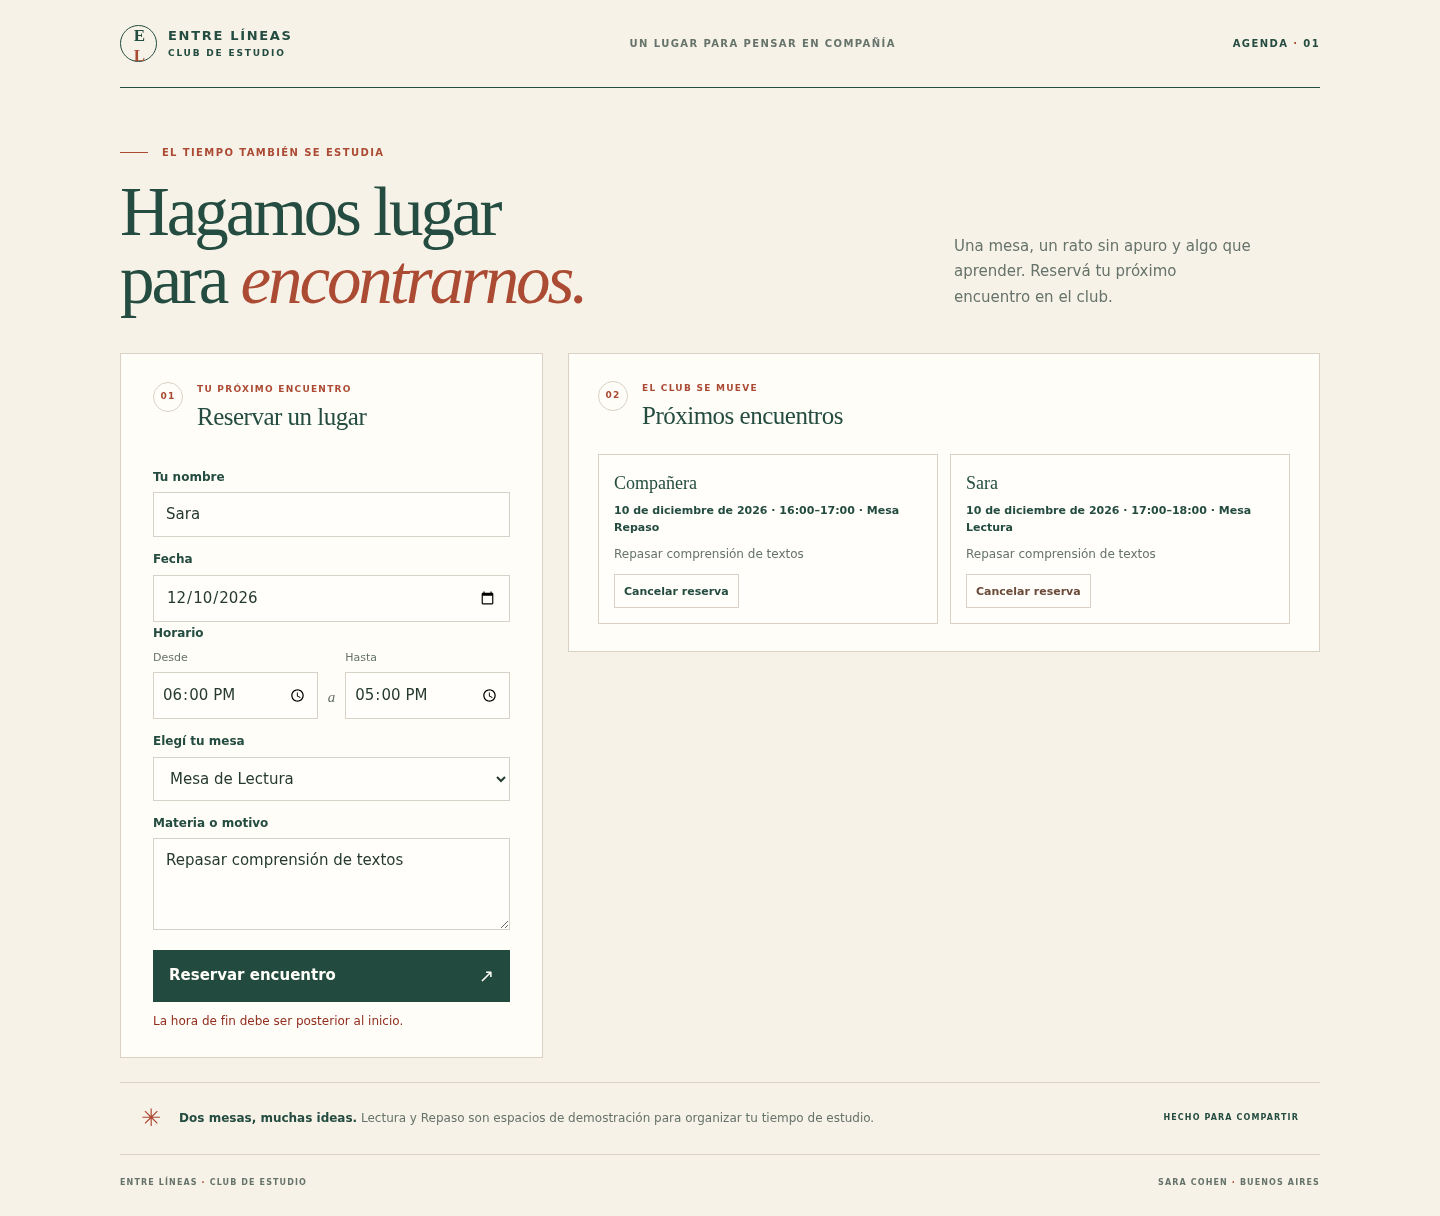 E
L
ENTRE LÍNEAS
CLUB DE ESTUDIO
UN LUGAR PARA PENSAR EN COMPAÑÍA
AGENDA · 01
EL TIEMPO TAMBIÉN SE ESTUDIA
Hagamos lugar
para encontrarnos.
Una mesa, un rato sin apuro y algo que
aprender. Reservá tu próximo
encuentro en el club.
01
TU PRÓXIMO ENCUENTRO
Reservar un lugar
Tu nombre
Sara
Fecha
12/10/2026
Horario
Desde
Hasta
06:00 PM
a
05:00 PM
Elegí tu mesa
Mesa de Lectura
Materia o motivo
Repasar comprensión de textos
Reservar encuentro ↗
La hora de fin debe ser posterior al inicio.
02
EL CLUB SE MUEVE
Próximos encuentros
Compañera
10 de diciembre de 2026 · 16:00–17:00 · Mesa
Repaso
Repasar comprensión de textos
Cancelar reserva
Sara
10 de diciembre de 2026 · 17:00–18:00 · Mesa
Lectura
Repasar comprensión de textos
Cancelar reserva
Dos mesas, muchas ideas. Lectura y Repaso son espacios de demostración para organizar tu tiempo de estudio.
HECHO PARA COMPARTIR
ENTRE LÍNEAS · CLUB DE ESTUDIO
SARA COHEN · BUENOS AIRES